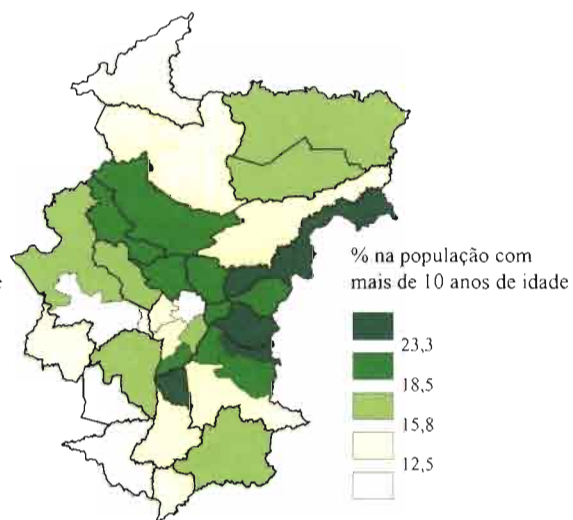 % na população com
mais de 10 anos de idade
23,3
18,5
15,8
12,5